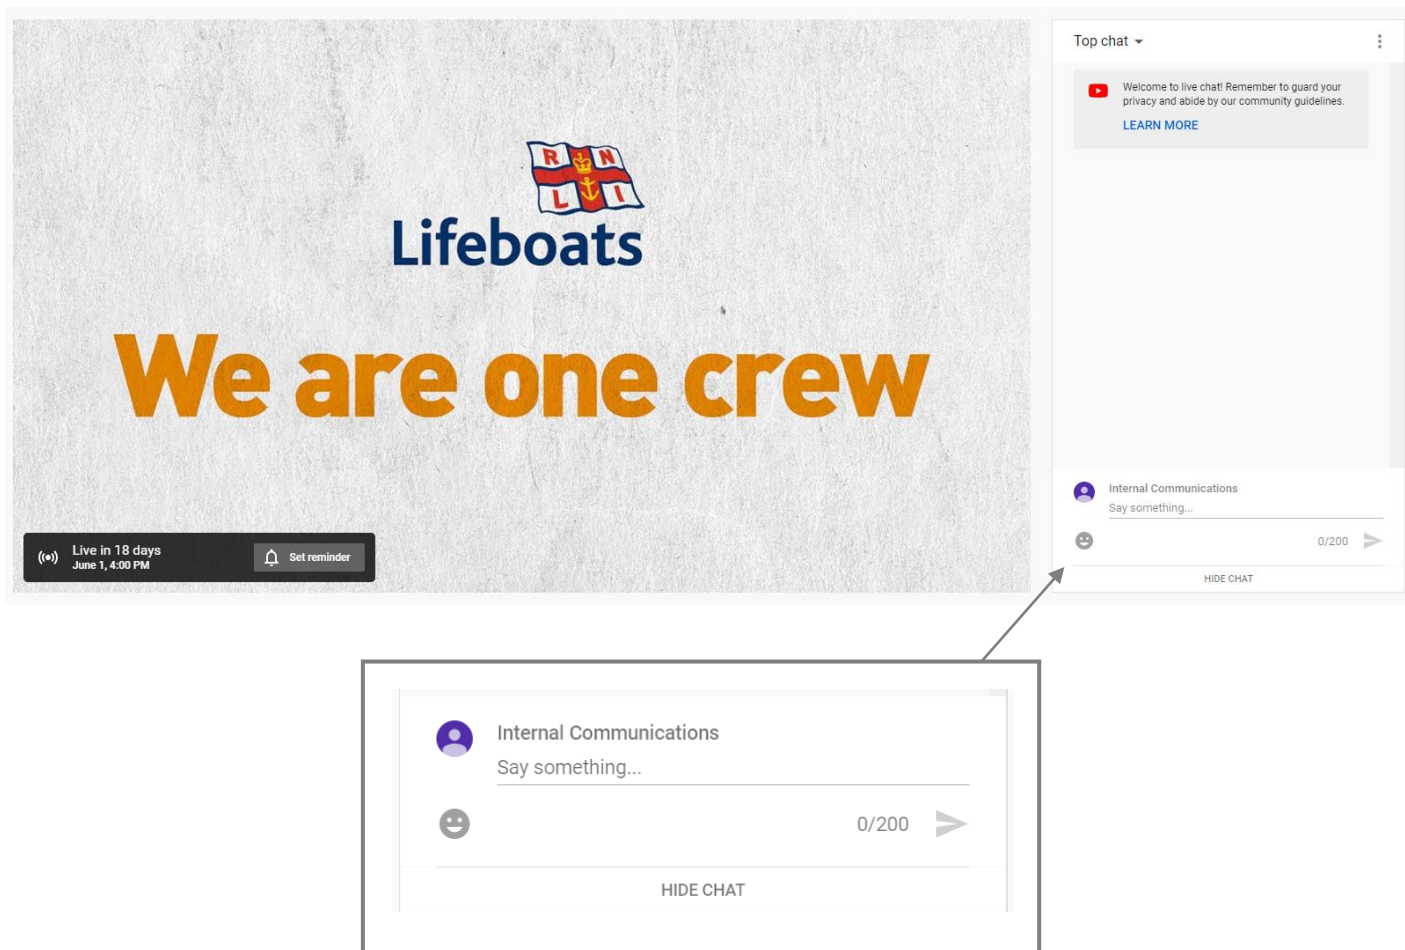 R N
L I
Lifeboats
We are one crew
Live in 18 days
June 1, 4:00 PM
Set reminder
Top chat
Welcome to live chat! Remember to guard your
privacy and abide by our community guidelines.
LEARN MORE
Internal Communications
Say something...
0/200
HIDE CHAT
Internal Communications
Say something...
0/200
HIDE CHAT